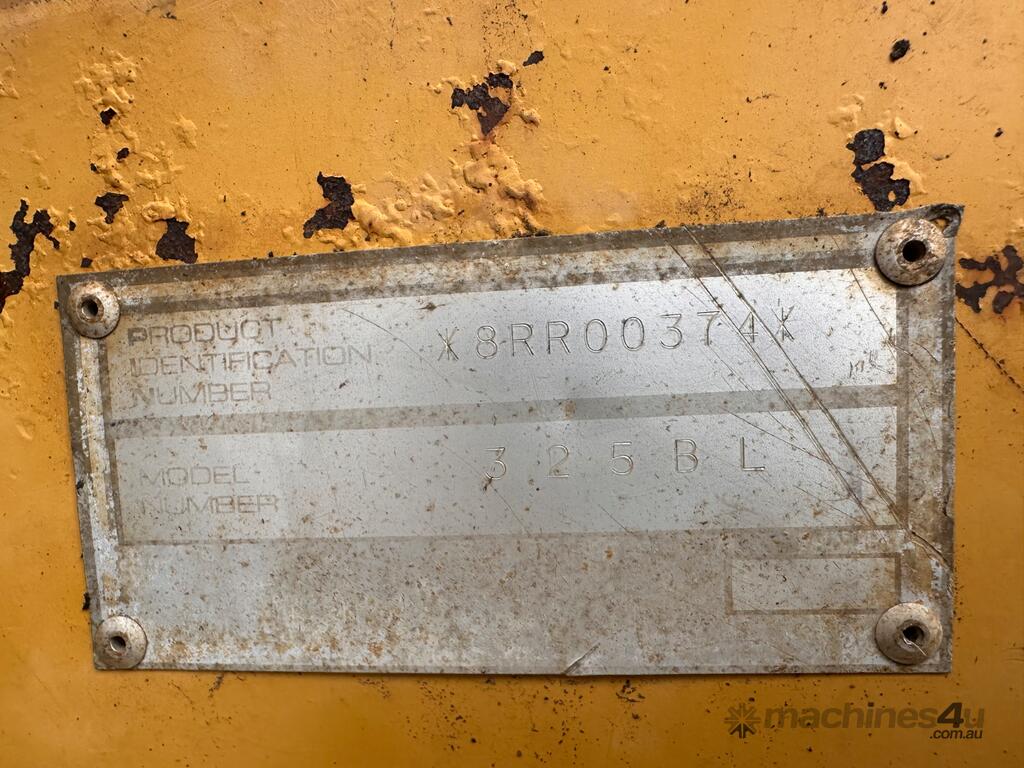 PRODUCT
IDENTIFICATION
NUMBER
*8RR00374*
MODEL
NUMBER
325BL
machines4u
.com.au